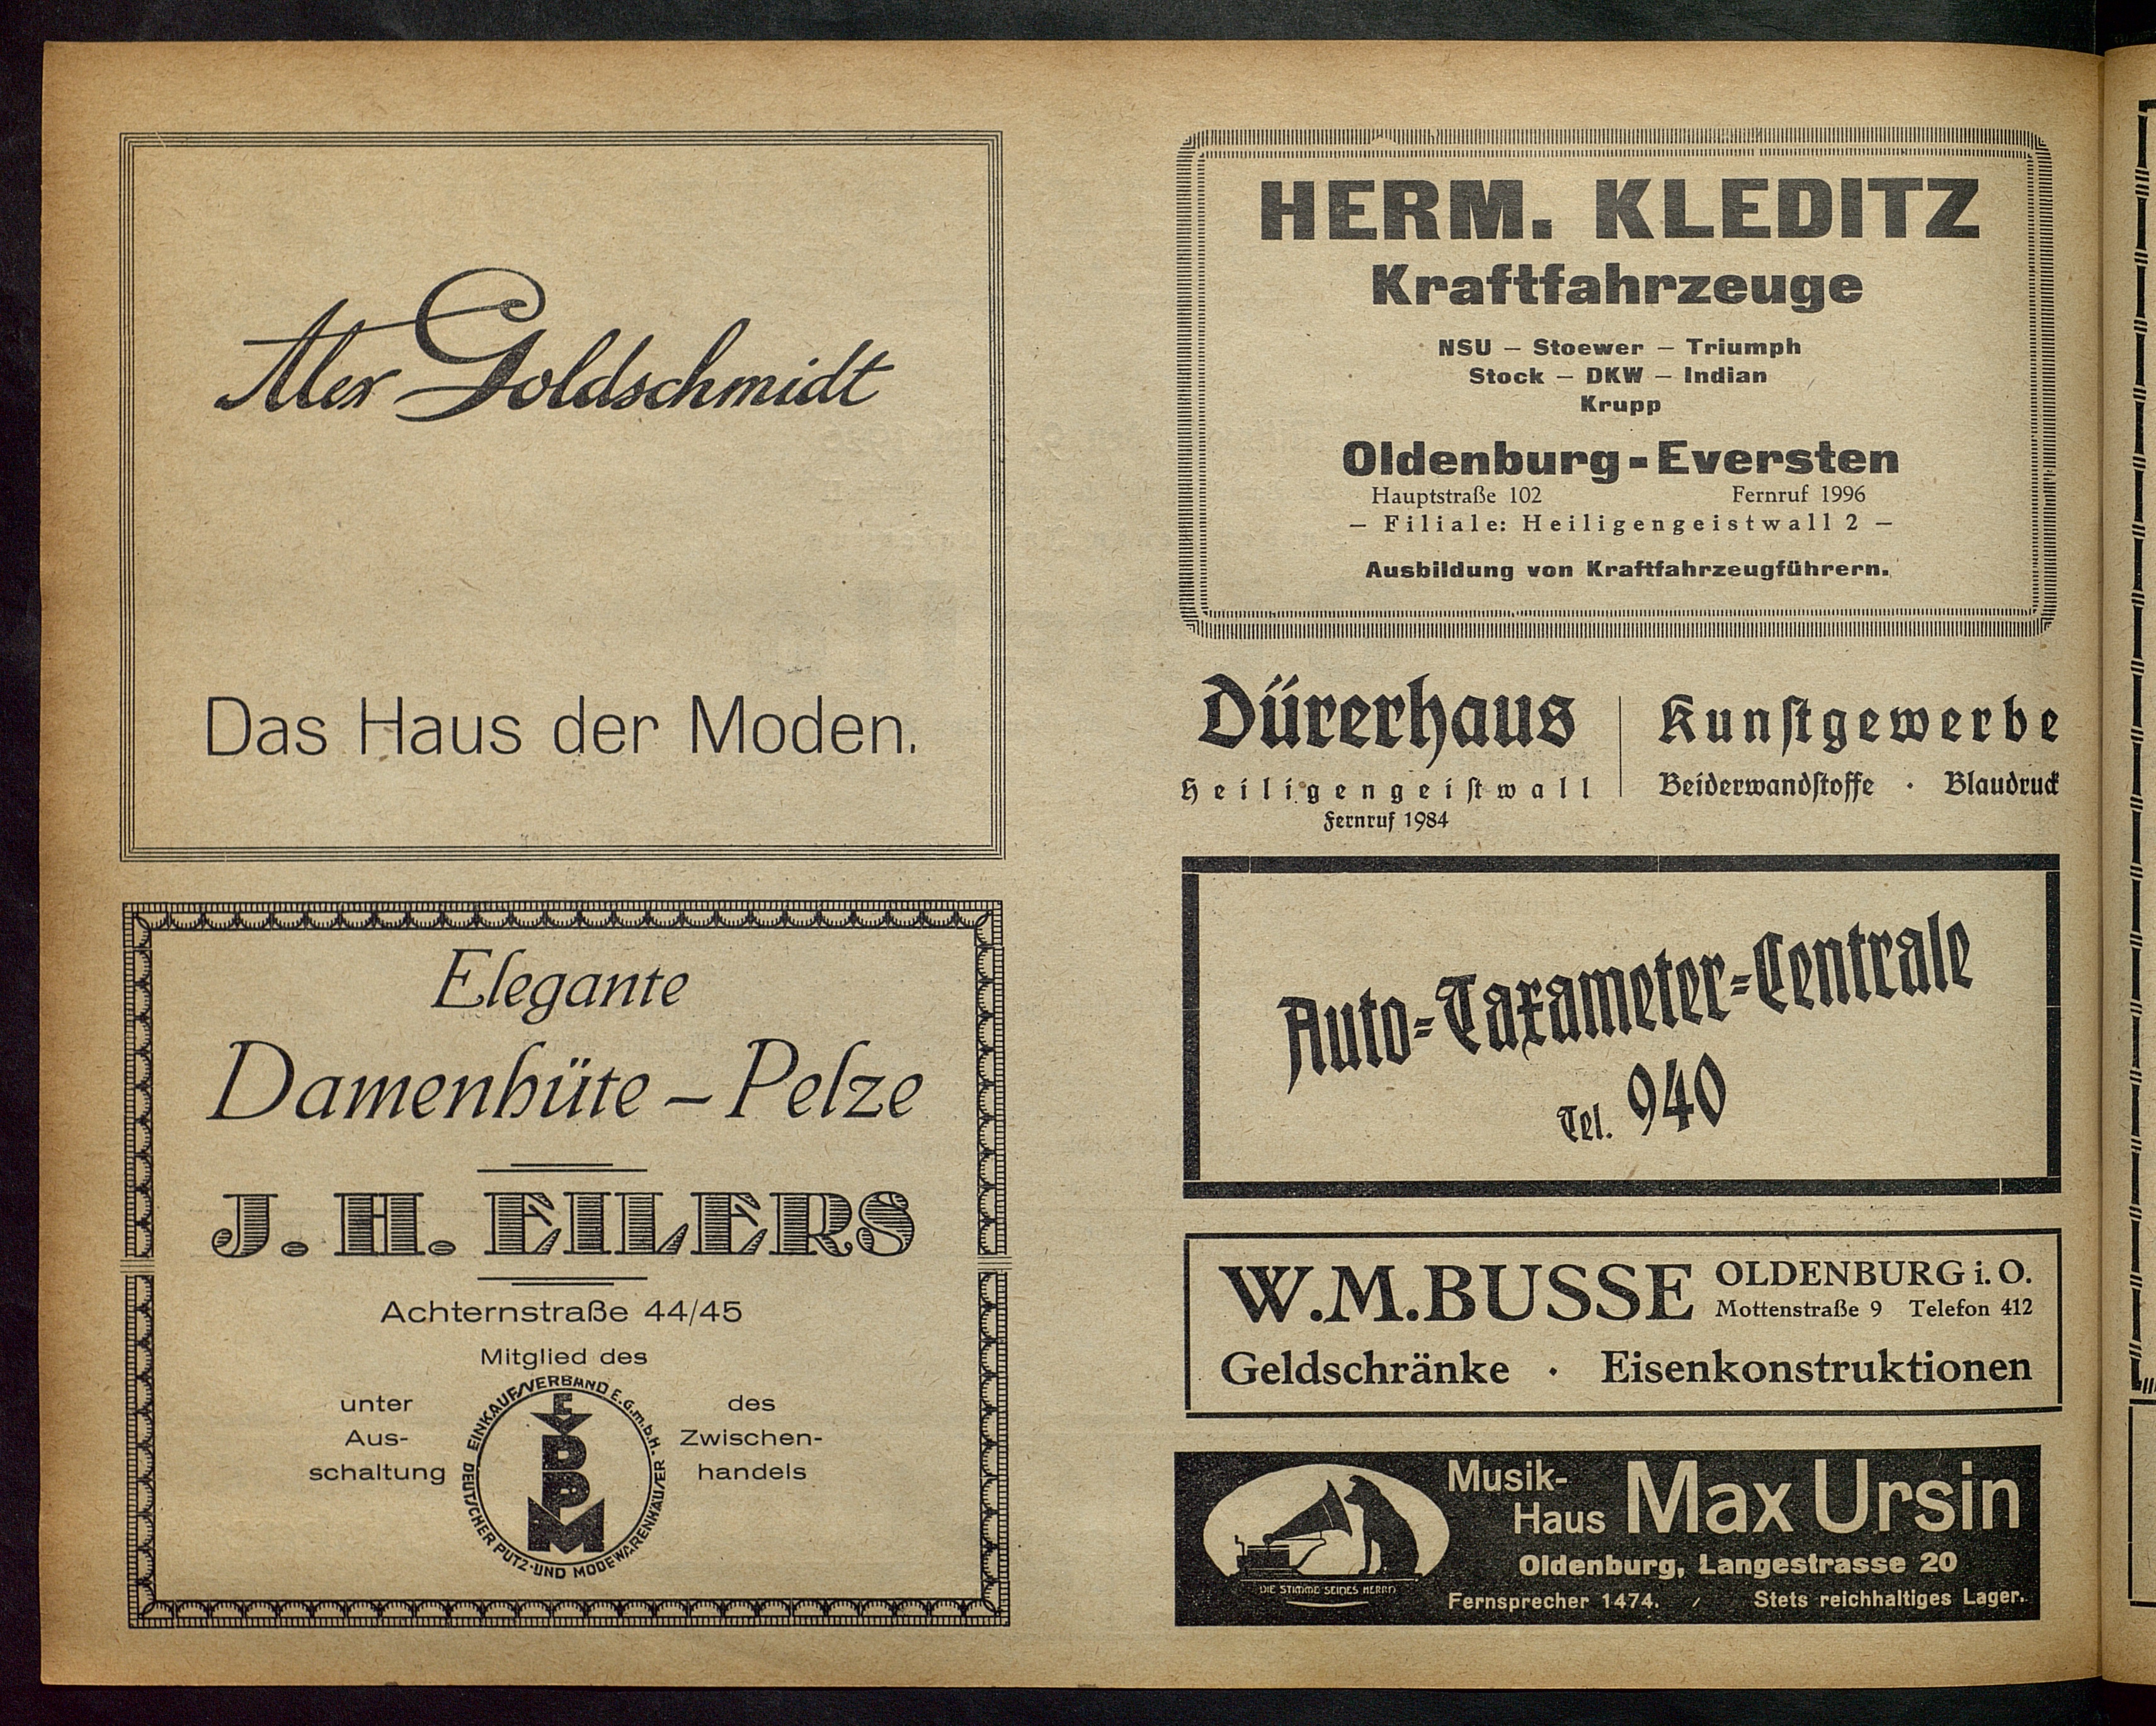 Alex Goldschmidt
Das Haus der Moden.
Elegante
Damenhüte – Pelze
J. H. EILERS
Achternstraße 44/45
Mitglied des
unter
Aus-
schaltung
EINKAUFSVERBAND E.G.m.b.H.
DEUTSCHER PUTZ-UND MODEWARENHÄUSER
E
V
D
P
M
des
Zwischen-
handels
HERM. KLEDITZ
Kraftfahrzeuge
NSU – Stoewer – Triumph
Stock – DKW – Indian
Krupp
Oldenburg-Eversten
Hauptstraße 102 Fernruf 1996
– Filiale: Heiligengeistwall 2 –
Ausbildung von Kraftfahrzeugführern.
Dürerhaus
Heiligengeistwall
Fernruf 1984
Kunstgewerbe
Beiderwandstoffe · Blaudruck
Auto-Taxameter-Centrale
Tel. 940
W.M.BUSSE OLDENBURG i. O.
Mottenstraße 9 Telefon 412
Geldschränke · Eisenkonstruktionen
DIE STIMME SEINES HERRN
Musik-
Haus Max Ursin
Oldenburg, Langestrasse 20
Fernsprecher 1474. Stets reichhaltiges Lager.